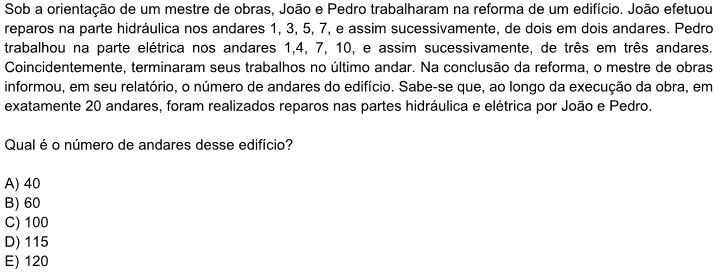 Sob a orientação de um mestre de obras, João e Pedro trabalharam na reforma de um edifício. João efetuou
reparos na parte hidráulica nos andares 1, 3, 5, 7, e assim sucessivamente, de dois em dois andares. Pedro
trabalhou na parte elétrica nos andares 1,4, 7, 10, e assim sucessivamente, de três em três andares.
Coincidentemente, terminaram seus trabalhos no último andar. Na conclusão da reforma, o mestre de obras
informou, em seu relatório, o número de andares do edifício. Sabe-se que, ao longo da execução da obra, em
exatamente 20 andares, foram realizados reparos nas partes hidráulica e elétrica por João e Pedro.
Qual é o número de andares desse edifício?
A) 40
B) 60
C) 100
D) 115
E) 120